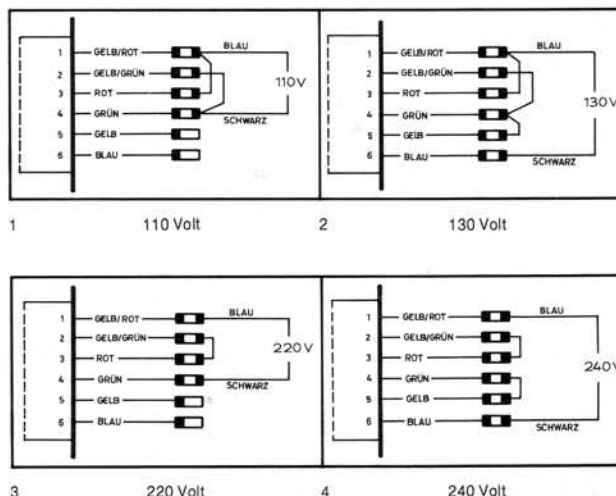 1 GELB/ROT BLAU
2 GELB/GRÜN
3 ROT
110V
4 GRÜN
SCHWARZ
5 GELB
6 BLAU
1 110 Volt
1 GELB/ROT BLAU
2 GELB/GRÜN
3 ROT
130V
4 GRÜN
5 GELB
6 BLAU
SCHWARZ
2 130 Volt
1 GELB/ROT BLAU
2 GELB/GRÜN
220V
3 ROT
4 GRÜN
SCHWARZ
5 GELB
6 BLAU
3 220 Volt
1 GELB/ROT BLAU
2 GELB/GRÜN
3 ROT
240V
4 GRÜN
5 GELB
6 BLAU
SCHWARZ
4 240 Volt